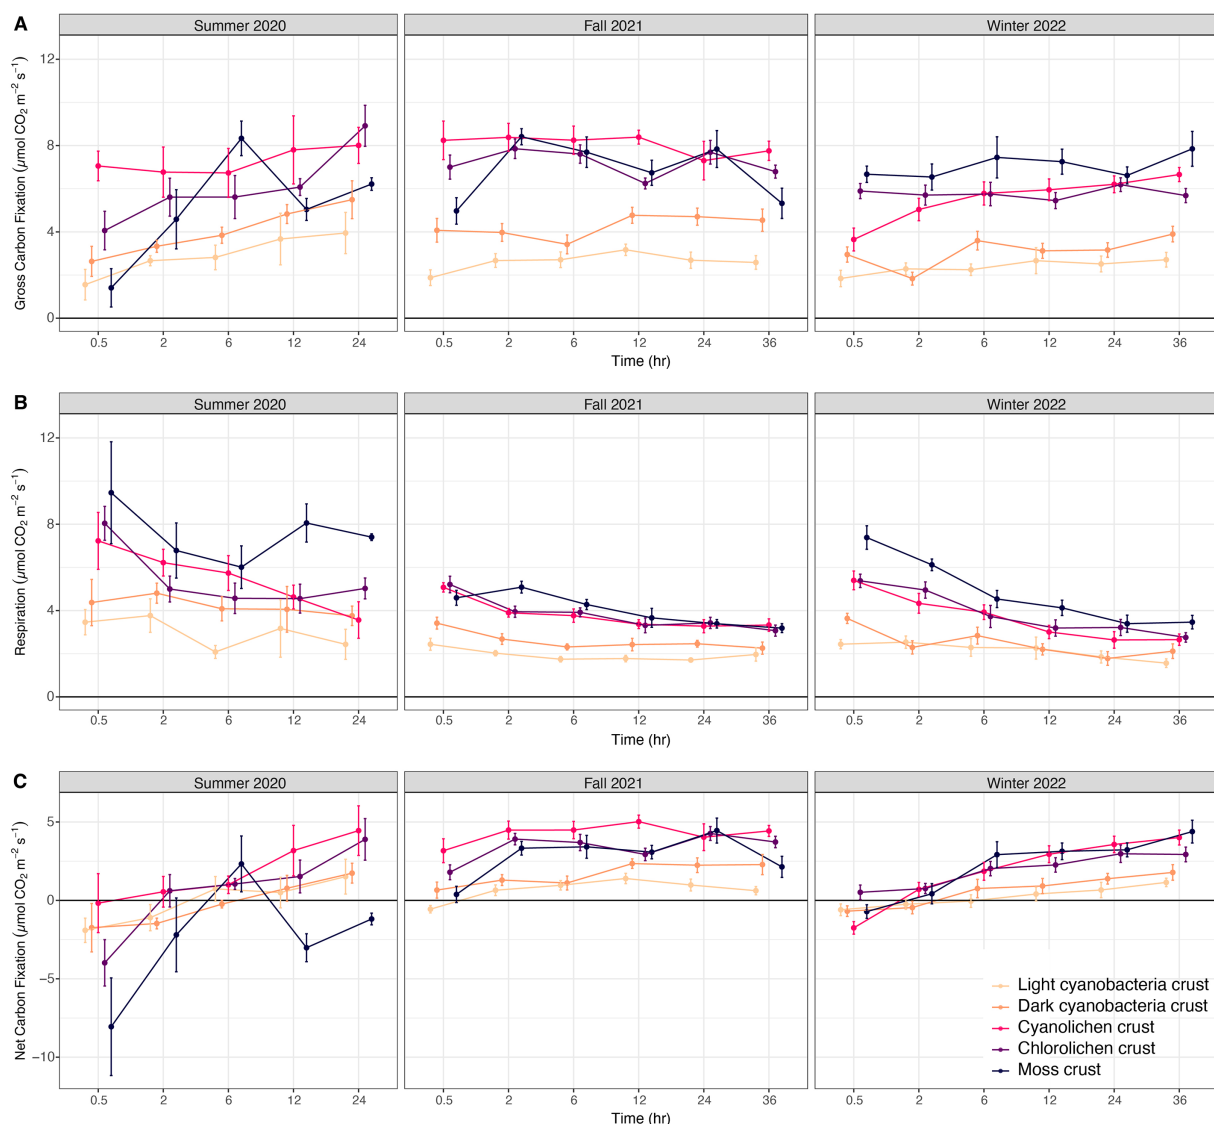 A
Summer 2020
Fall 2021
Winter 2022
Gross Carbon Fixation (µmol CO₂ m⁻² s⁻¹)
12
8
4
0
0.5 2 6 12 24
0.5 2 6 12 24 36
0.5 2 6 12 24 36
Time (hr)
B
Summer 2020
Fall 2021
Winter 2022
Respiration (µmol CO₂ m⁻² s⁻¹)
12
8
4
0
0.5 2 6 12 24
0.5 2 6 12 24 36
0.5 2 6 12 24 36
Time (hr)
C
Summer 2020
Fall 2021
Winter 2022
Net Carbon Fixation (µmol CO₂ m⁻² s⁻¹)
5
0
−5
−10
Light cyanobacteria crust
Dark cyanobacteria crust
Cyanolichen crust
Chlorolichen crust
Moss crust
0.5 2 6 12 24
0.5 2 6 12 24 36
0.5 2 6 12 24 36
Time (hr)